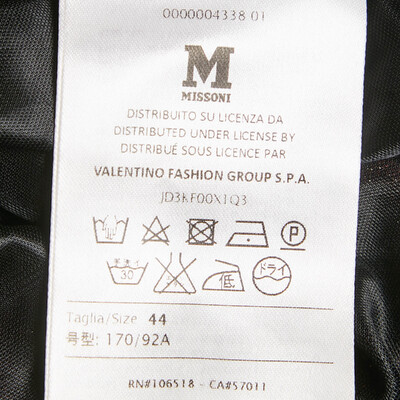 0000004338 01
M
MISSONI
DISTRIBUITO SU LICENZA DA
DISTRIBUTED UNDER LICENSE BY
DISTRIBUÉ SOUS LICENCE PAR
VALENTINO FASHION GROUP S.P.A.
JD3KF00X1Q3
P
30 低 ドライ
Taglia/Size 44
号型: 170/92A
RN#106518 - CA#57011